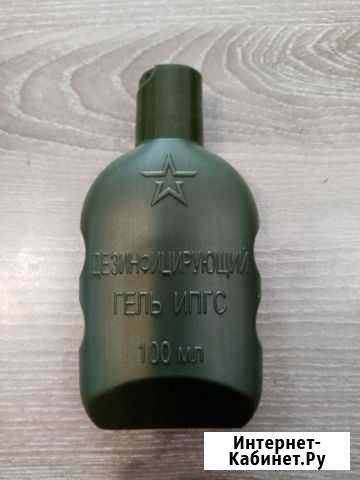 ДЕЗИНФИЦИРУЮЩИЙ
ГЕЛЬ ИПГС
100 мл
Интернет-
Кабинет.Ру